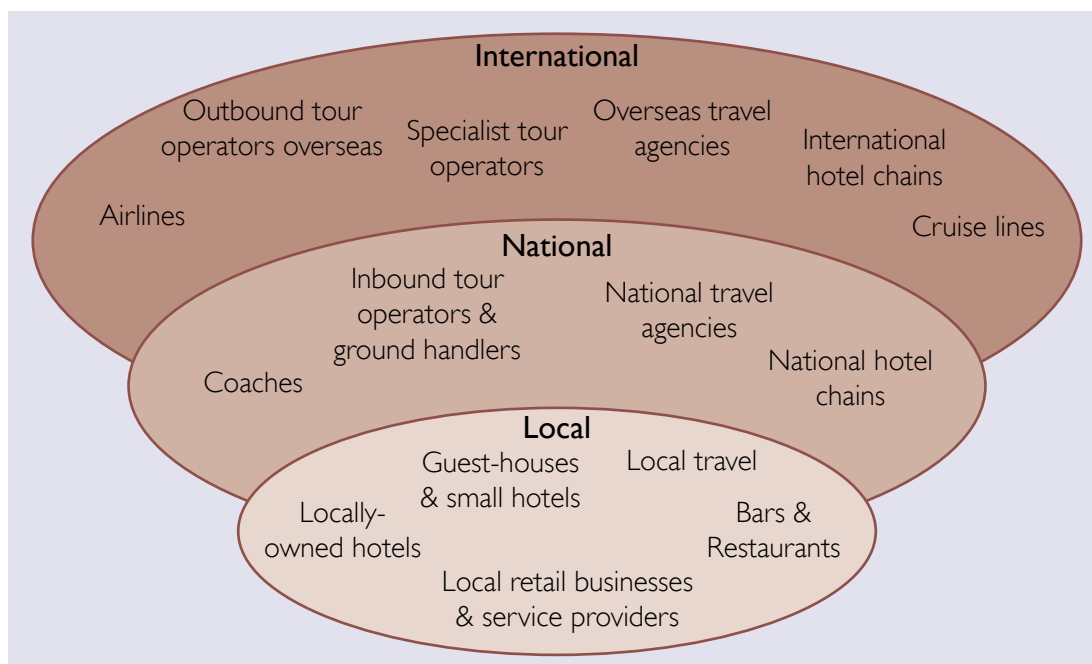 International
Outbound tour
operators overseas
Specialist tour
operators
Overseas travel
agencies
International
hotel chains
Airlines
Cruise lines
National
Inbound tour
operators &
ground handlers
National travel
agencies
Coaches
National hotel
chains
Local
Guest-houses
& small hotels
Local travel
Locally-
owned hotels
Bars &
Restaurants
Local retail businesses
& service providers